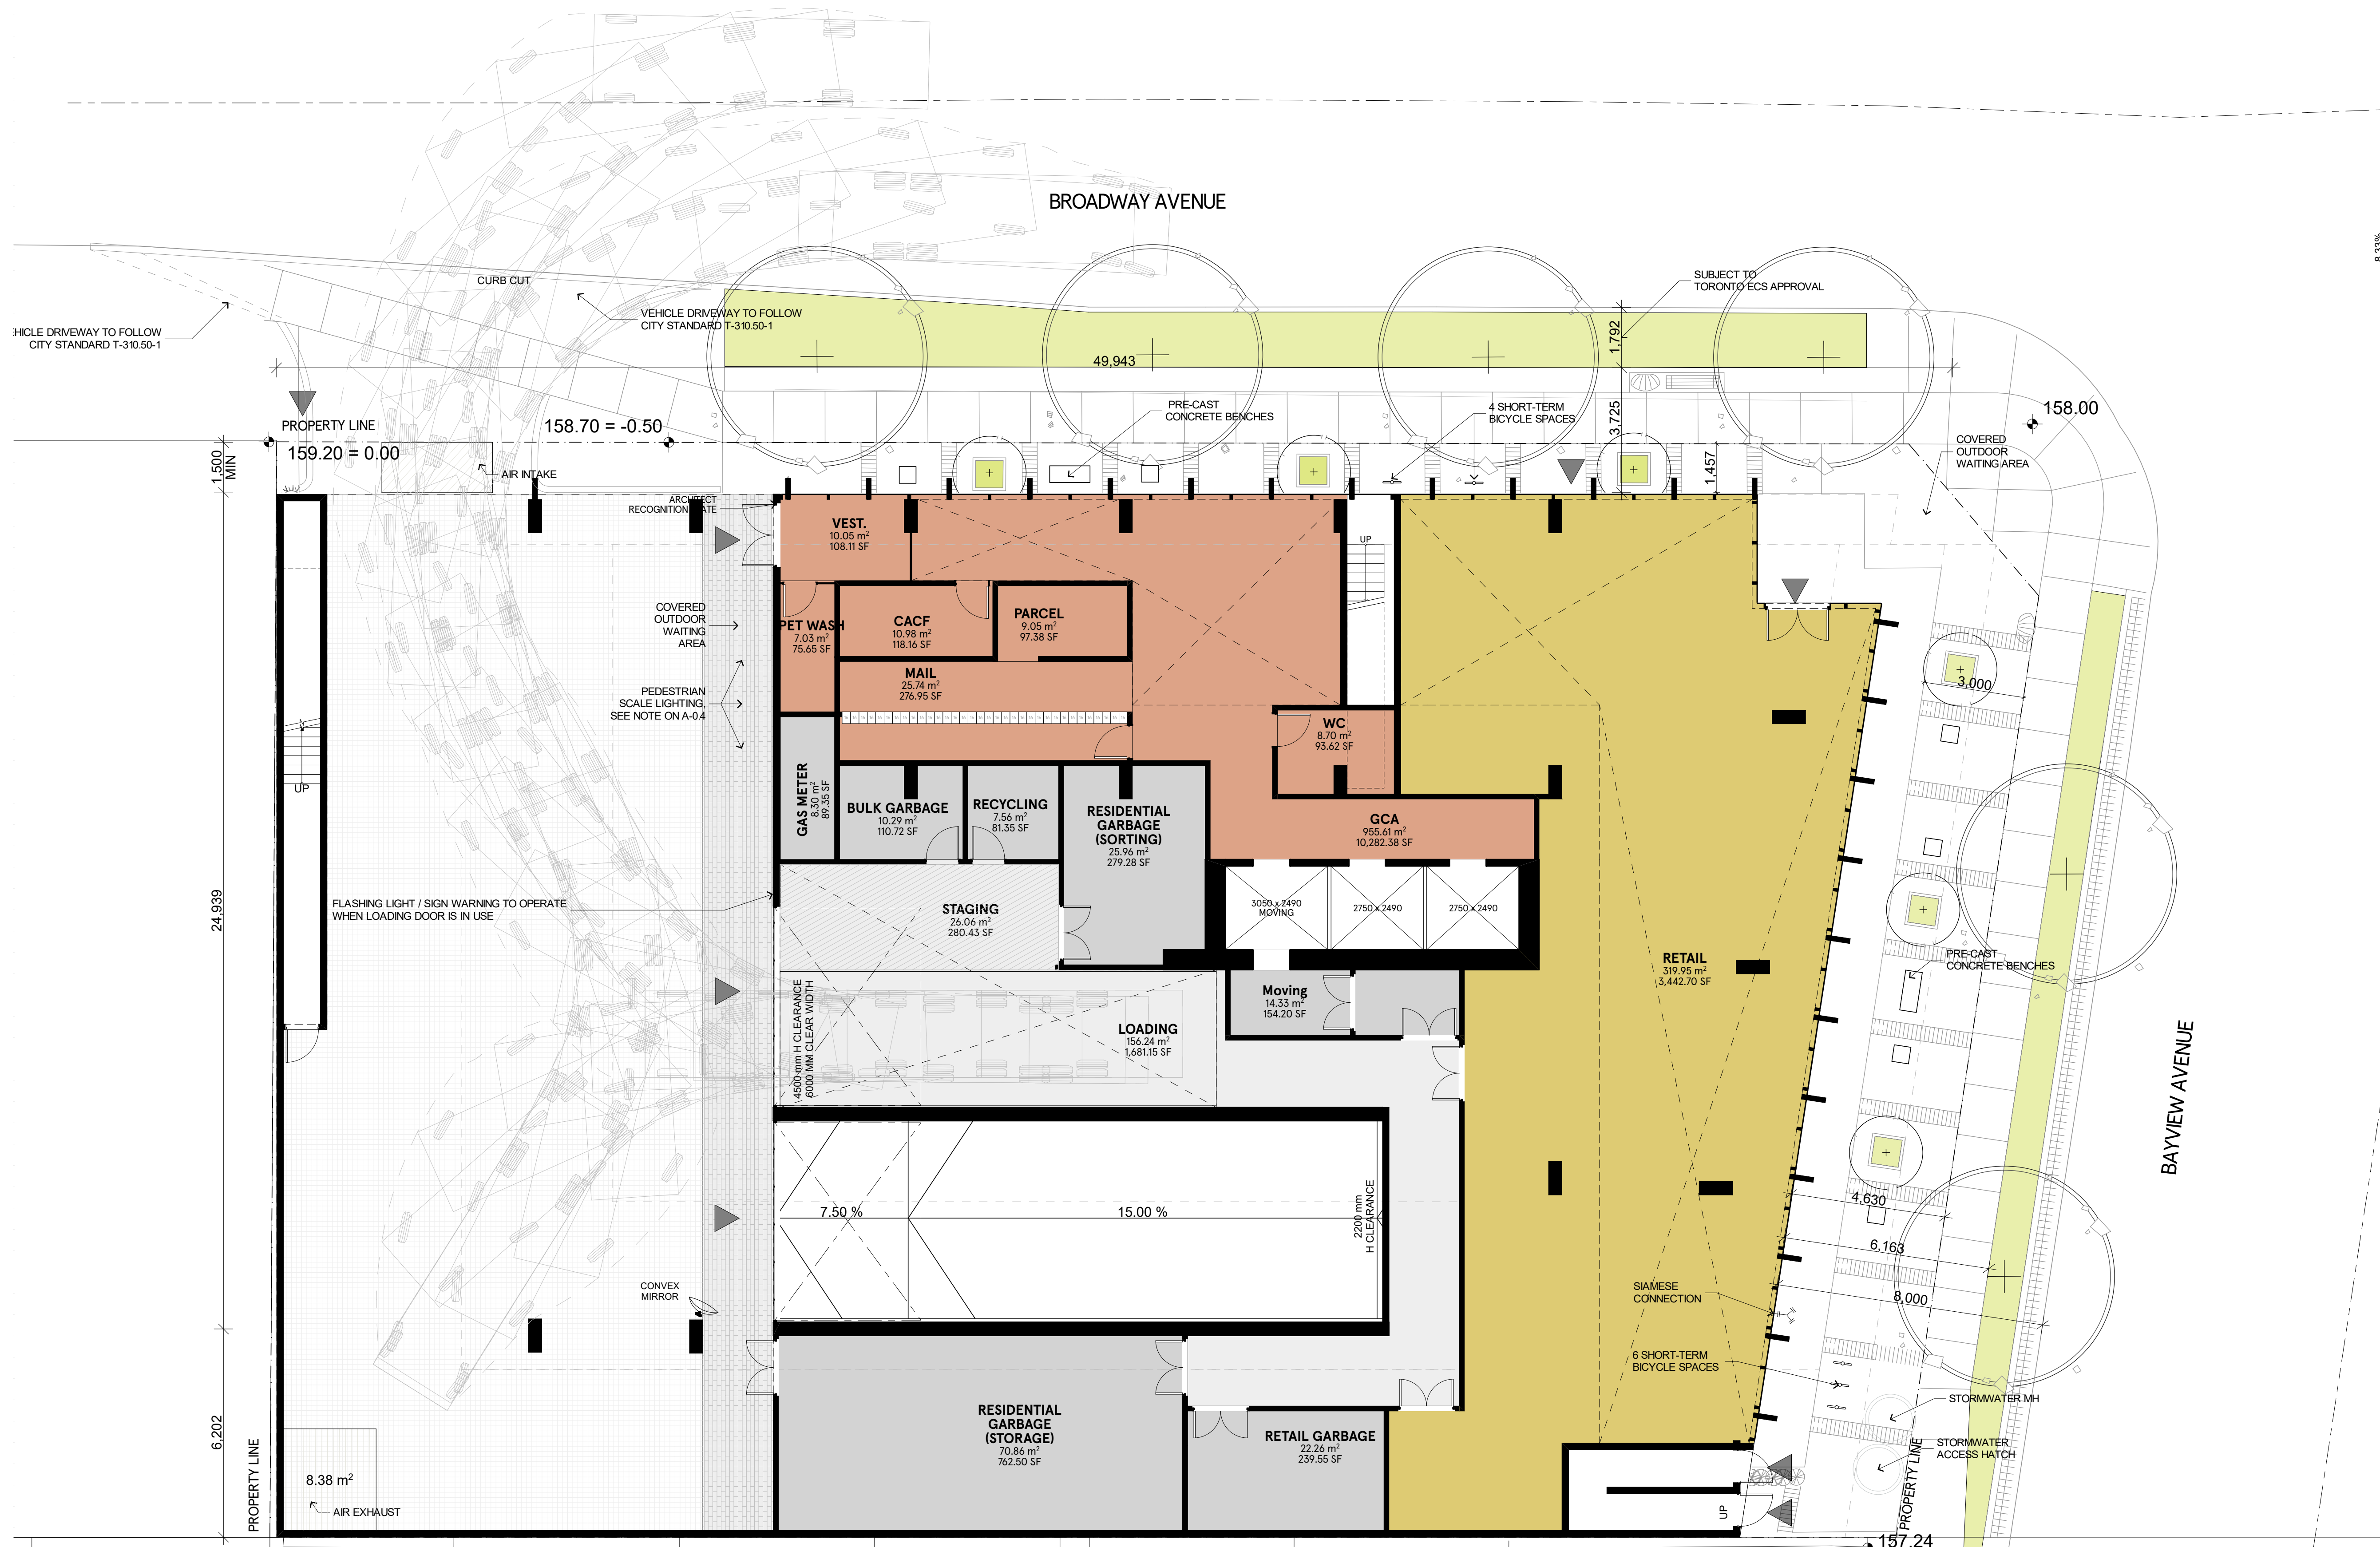 BROADWAY AVENUE
8.33%
CURB CUT
SUBJECT TO
TORONTO ECS APPROVAL
VEHICLE DRIVEWAY TO FOLLOW
CITY STANDARD T-310.50-1
HICLE DRIVEWAY TO FOLLOW
CITY STANDARD T-310.50-1
1,792
49,943
PRE-CAST
CONCRETE BENCHES
4 SHORT-TERM
BICYCLE SPACES
3,725
158.00
PROPERTY LINE
158.70 = -0.50
159.20 = 0.00
1,500
MIN
AIR INTAKE
1,457
COVERED
OUTDOOR
WAITING AREA
ARCHITECT
RECOGNITION PLATE
VEST.
10.05 m²
108.11 SF
UP
COVERED
OUTDOOR
WAITING
AREA
PET WASH
7.03 m²
75.65 SF
CACF
10.98 m²
118.16 SF
PARCEL
9.05 m²
97.38 SF
MAIL
25.74 m²
276.95 SF
PEDESTRIAN
SCALE LIGHTING,
SEE NOTE ON A-0.4
3,000
WC
8.70 m²
93.62 SF
UP
GAS METER
8.30 m²
89.35 SF
BULK GARBAGE
10.29 m²
110.72 SF
RECYCLING
7.56 m²
81.35 SF
RESIDENTIAL
GARBAGE
(SORTING)
25.96 m²
279.28 SF
GCA
955.61 m²
10,282.38 SF
24,939
FLASHING LIGHT / SIGN WARNING TO OPERATE
WHEN LOADING DOOR IS IN USE
STAGING
26.06 m²
280.43 SF
3050 x 2490
MOVING
2750 x 2490
2750 x 2490
RETAIL
319.95 m²
3,442.70 SF
PRE-CAST
CONCRETE BENCHES
4500 mm H CLEARANCE
6000 MM CLEAR WIDTH
Moving
14.33 m²
154.20 SF
LOADING
156.24 m²
1,681.15 SF
BAYVIEW AVENUE
7.50 %
15.00 %
2200 mm
H CLEARANCE
4,630
6,163
8,000
CONVEX
MIRROR
SIAMESE
CONNECTION
6 SHORT-TERM
BICYCLE SPACES
STORMWATER MH
6,202
PROPERTY LINE
RESIDENTIAL
GARBAGE
(STORAGE)
70.86 m²
762.50 SF
RETAIL GARBAGE
22.26 m²
239.55 SF
STORMWATER
ACCESS HATCH
PROPERTY LINE
8.38 m²
AIR EXHAUST
UP
157.24